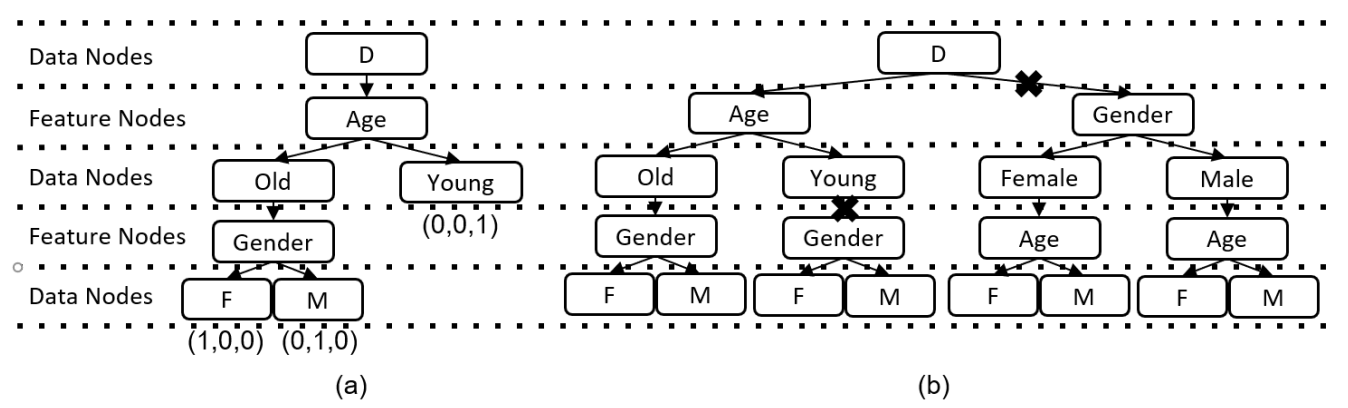 Data Nodes D D
Feature Nodes Age Age Gender
Data Nodes Old Young Old Young Female Male
(0,0,1)
Feature Nodes Gender Gender Gender Age Age
Data Nodes F M F M F M F M F M
(1,0,0) (0,1,0)
(a) (b)